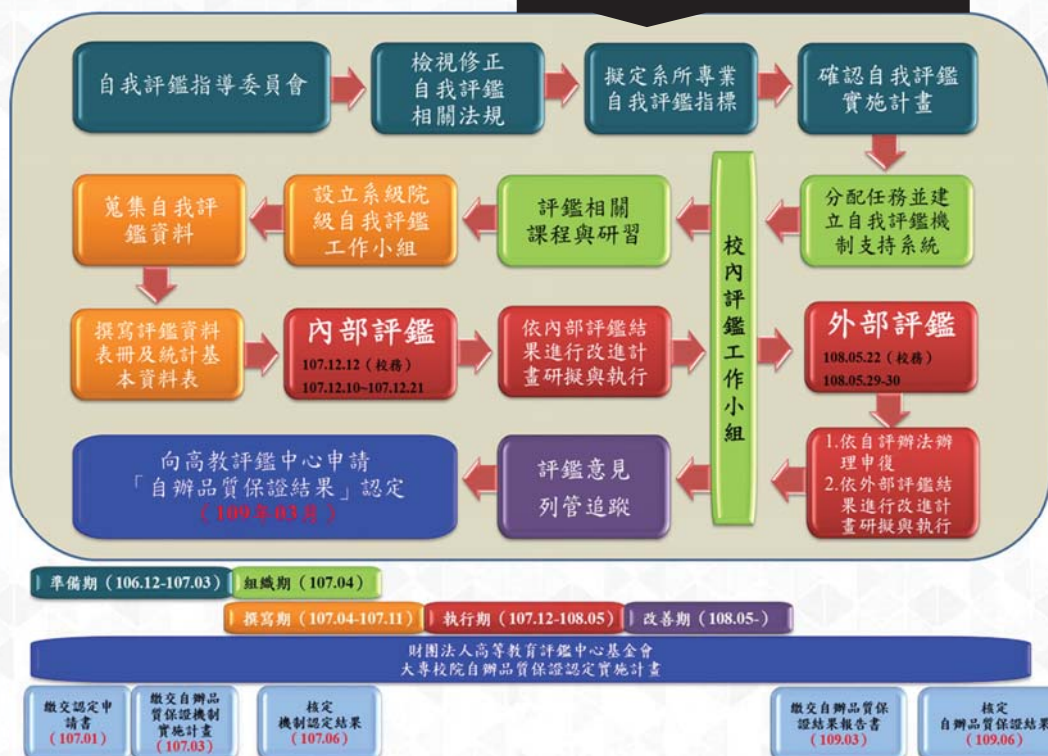 自我評鑑指導委員會
檢視修正
自我評鑑
相關法規
擬定系所專業
自我評鑑指標
確認自我評鑑
實施計畫
分配任務並建
立自我評鑑機
制支持系統
校內評鑑工作小組
評鑑相關
課程與研習
設立系級院
級自我評鑑
工作小組
蒐集自我評
鑑資料
撰寫評鑑資料
表冊及統計基
本資料表
內部評鑑
107.12.12（校務）
107.12.10~107.12.21
依內部評鑑結
果進行改進計
畫研擬與執行
外部評鑑
108.05.22（校務）
108.05.29-30
1.依自評辦法辦
理申復
2.依外部評鑑結
果進行改進計
畫研擬與執行
評鑑意見
列管追蹤
向高教評鑑中心申請
「自辦品質保證結果」認定
（109年03月）
準備期（106.12-107.03）
組織期（107.04）
撰寫期（107.04-107.11）
執行期（107.12-108.05）
改善期（108.05-）
財團法人高等教育評鑑中心基金會
大專校院自辦品質保證認定實施計畫
繳交認定申
請書
（107.01）
繳交自辦品
質保證機制
實施計畫
（107.03）
核定
機制認定結果
（107.06）
繳交自辦品質保
證結果報告書
（109.03）
核定
自辦品質保證結果
（109.06）